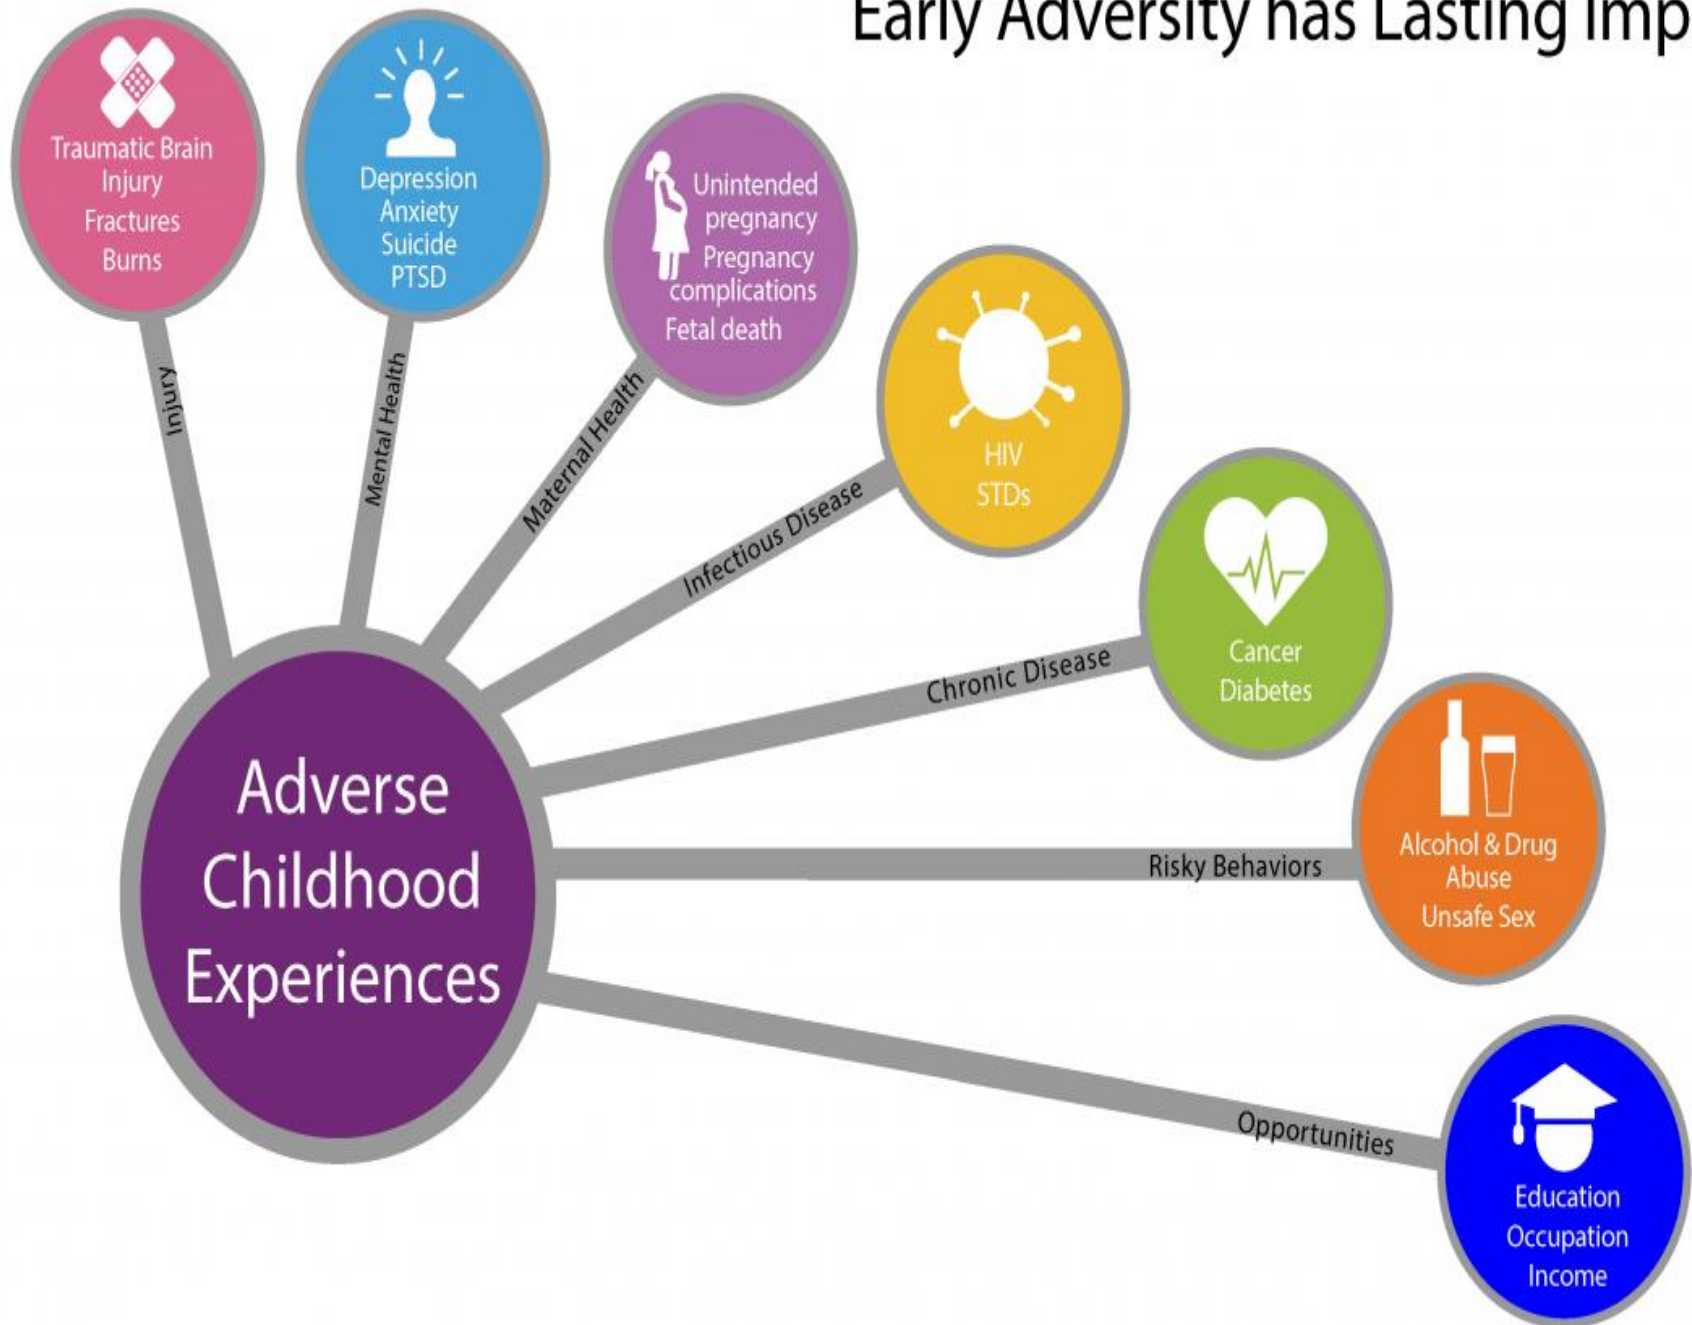 Early Adversity has Lasting Imp
Traumatic Brain
Injury
Fractures
Burns
Depression
Anxiety
Suicide
PTSD
Unintended
pregnancy
Pregnancy
complications
Fetal death
HIV
STDs
Cancer
Diabetes
Alcohol & Drug
Abuse
Unsafe Sex
Education
Occupation
Income
Injury
Mental Health
Maternal Health
Infectious Disease
Chronic Disease
Risky Behaviors
Opportunities
Adverse
Childhood
Experiences